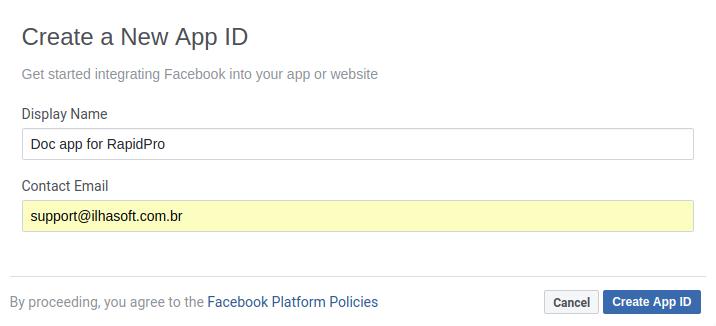 Create a New App ID
Get started integrating Facebook into your app or website
Display Name
Doc app for RapidPro
Contact Email
support@ilhasoft.com.br
By proceeding, you agree to the Facebook Platform Policies
Cancel
Create App ID